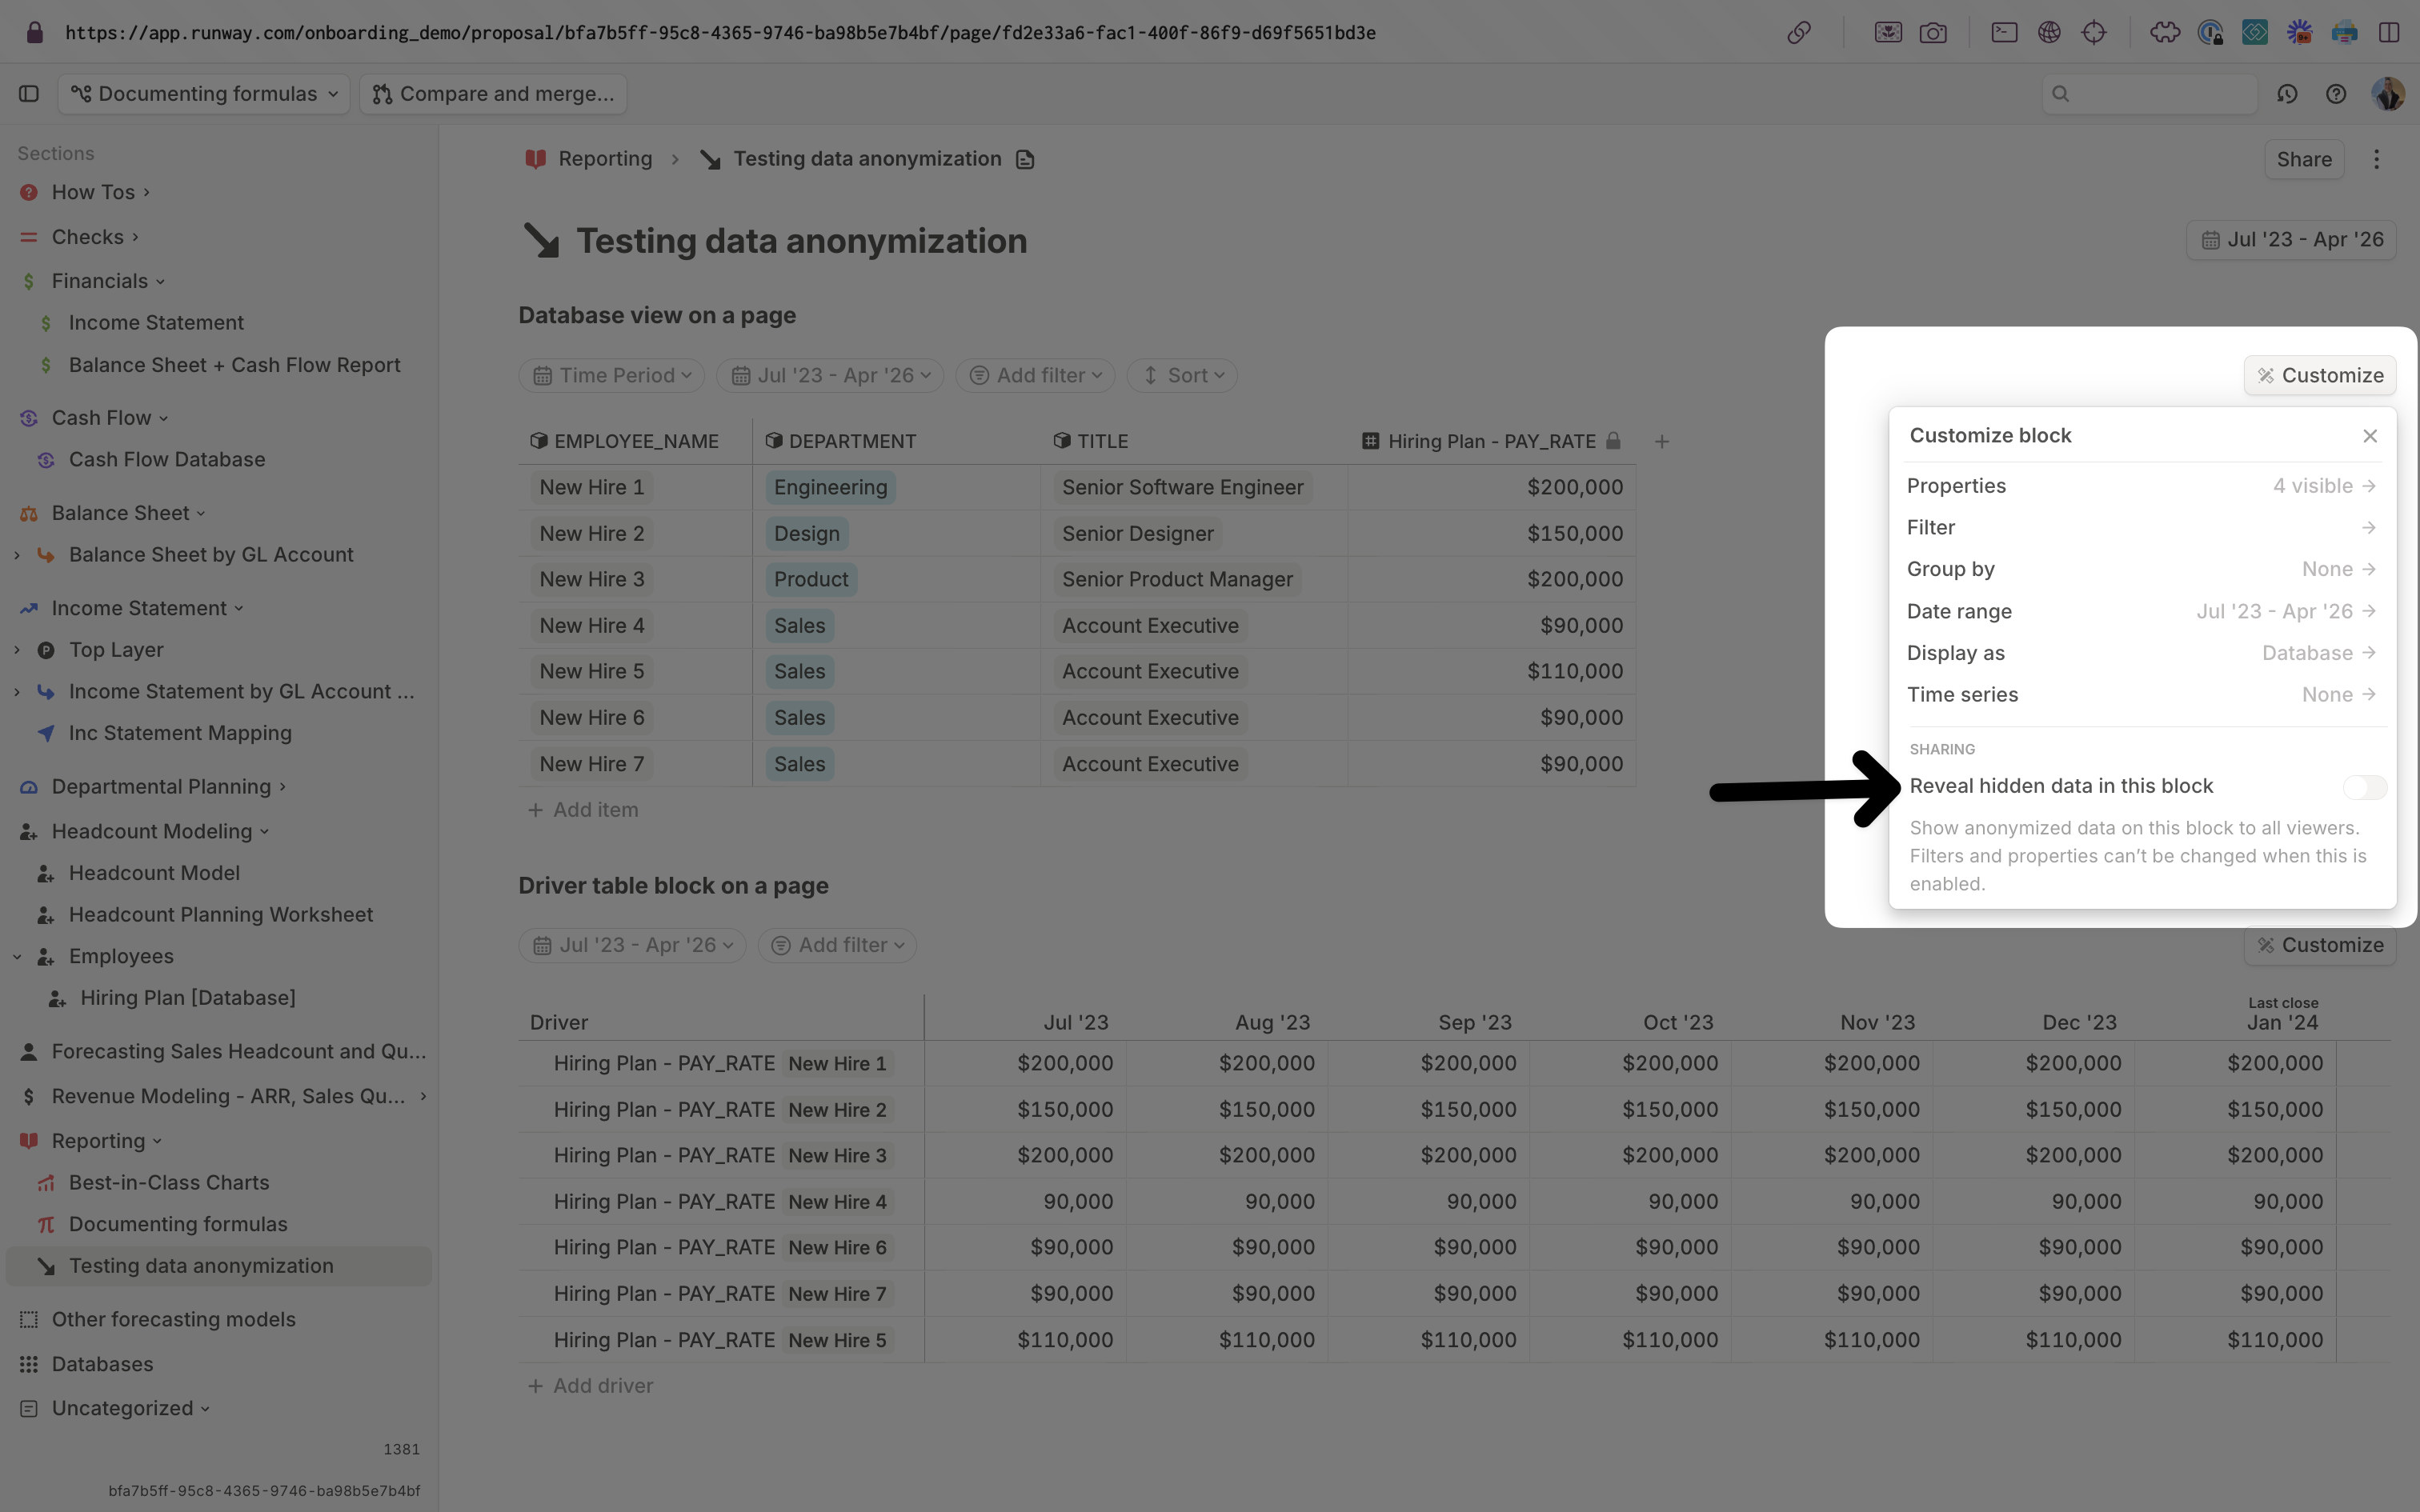 https://app.runway.com/onboarding_demo/proposal/bfa7b5ff-95c8-4365-9746-ba98b5e7b4bf/page/fd2e33a6-fac1-400f-86f9-d69f5651bd3e
Documenting formulas
Compare and merge...
Sections
How Tos
Checks
Financials
Income Statement
Balance Sheet + Cash Flow Report
Cash Flow
Cash Flow Database
Balance Sheet
Balance Sheet by GL Account
Income Statement
Top Layer
Income Statement by GL Account ...
Inc Statement Mapping
Departmental Planning
Headcount Modeling
Headcount Model
Headcount Planning Worksheet
Employees
Hiring Plan [Database]
Forecasting Sales Headcount and Qu...
Revenue Modeling - ARR, Sales Qu...
Reporting
Best-in-Class Charts
Documenting formulas
Testing data anonymization
Other forecasting models
Databases
Uncategorized
1381
bfa7b5ff-95c8-4365-9746-ba98b5e7b4bf
Reporting > Testing data anonymization
Share
Testing data anonymization
Jul '23 - Apr '26
Database view on a page
Time Period Jul '23 - Apr '26 Add filter Sort
Customize
EMPLOYEE_NAME DEPARTMENT TITLE Hiring Plan - PAY_RATE +
New Hire 1 Engineering Senior Software Engineer $200,000
New Hire 2 Design Senior Designer $150,000
New Hire 3 Product Senior Product Manager $200,000
New Hire 4 Sales Account Executive $90,000
New Hire 5 Sales Account Executive $110,000
New Hire 6 Sales Account Executive $90,000
New Hire 7 Sales Account Executive $90,000
+ Add item
Customize block
Properties 4 visible →
Filter →
Group by None →
Date range Jul '23 - Apr '26 →
Display as Database →
Time series None →
SHARING
Reveal hidden data in this block
Show anonymized data on this block to all viewers.
Filters and properties can’t be changed when this is
enabled.
Driver table block on a page
Jul '23 - Apr '26 Add filter
Customize
Last close
Driver Jul '23 Aug '23 Sep '23 Oct '23 Nov '23 Dec '23 Jan '24
Hiring Plan - PAY_RATE New Hire 1 $200,000 $200,000 $200,000 $200,000 $200,000 $200,000 $200,000
Hiring Plan - PAY_RATE New Hire 2 $150,000 $150,000 $150,000 $150,000 $150,000 $150,000 $150,000
Hiring Plan - PAY_RATE New Hire 3 $200,000 $200,000 $200,000 $200,000 $200,000 $200,000 $200,000
Hiring Plan - PAY_RATE New Hire 4 90,000 90,000 90,000 90,000 90,000 90,000 90,000
Hiring Plan - PAY_RATE New Hire 6 $90,000 $90,000 $90,000 $90,000 $90,000 $90,000 $90,000
Hiring Plan - PAY_RATE New Hire 7 $90,000 $90,000 $90,000 $90,000 $90,000 $90,000 $90,000
Hiring Plan - PAY_RATE New Hire 5 $110,000 $110,000 $110,000 $110,000 $110,000 $110,000 $110,000
+ Add driver